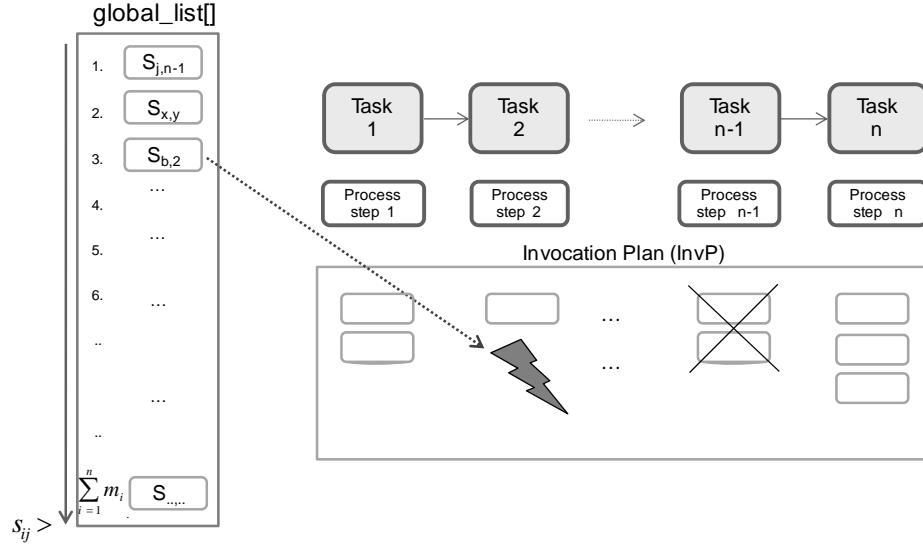 global_list[]
1. S_{j,n-1}
2. S_{x,y}
3. S_{b,2}
...
4.
...
5.
6.
...
..
...
..
\sum_{i=1}^{n} m_i S_{..,..}
s_{ij} >
Task 1
Task 2
Task n-1
Task n
Process step 1
Process step 2
Process step n-1
Process step n
Invocation Plan (InvP)
...
...